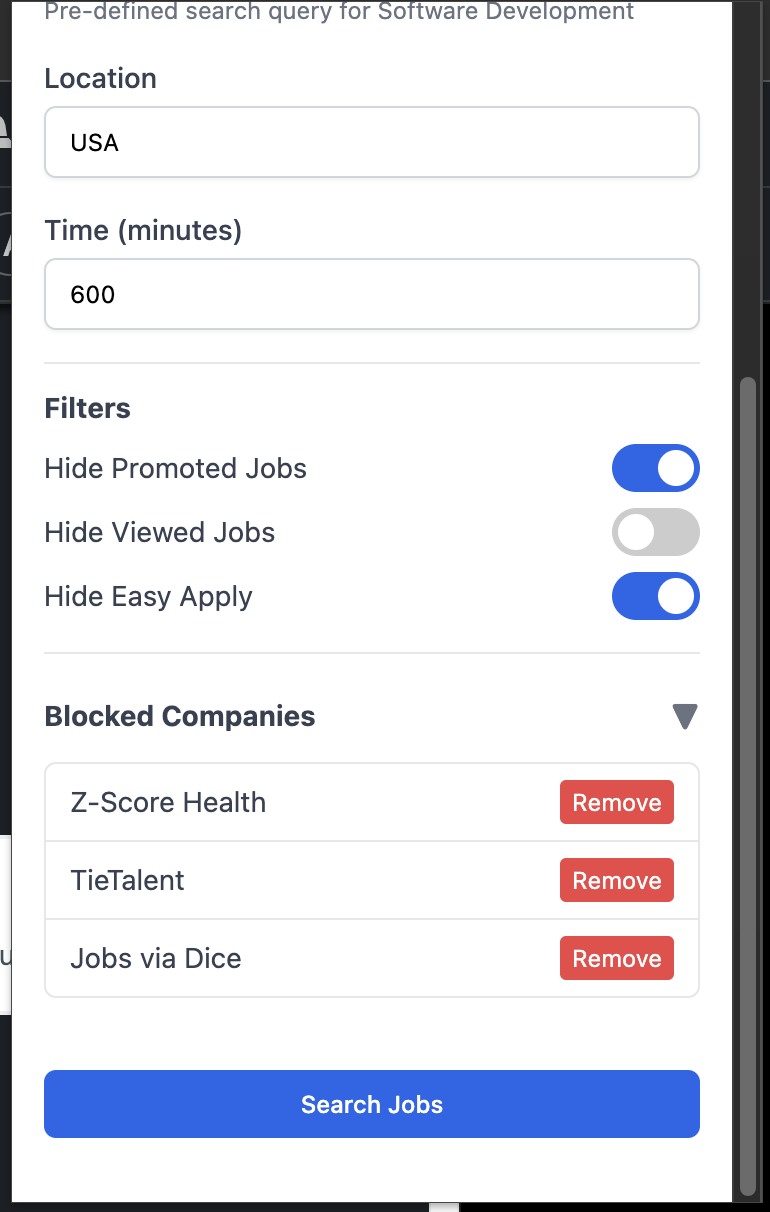 Pre-defined search query for Software Development
Location
USA
Time (minutes)
600
Filters
Hide Promoted Jobs
Hide Viewed Jobs
Hide Easy Apply
Blocked Companies
Z-Score Health
Remove
TieTalent
Remove
Jobs via Dice
Remove
Search Jobs